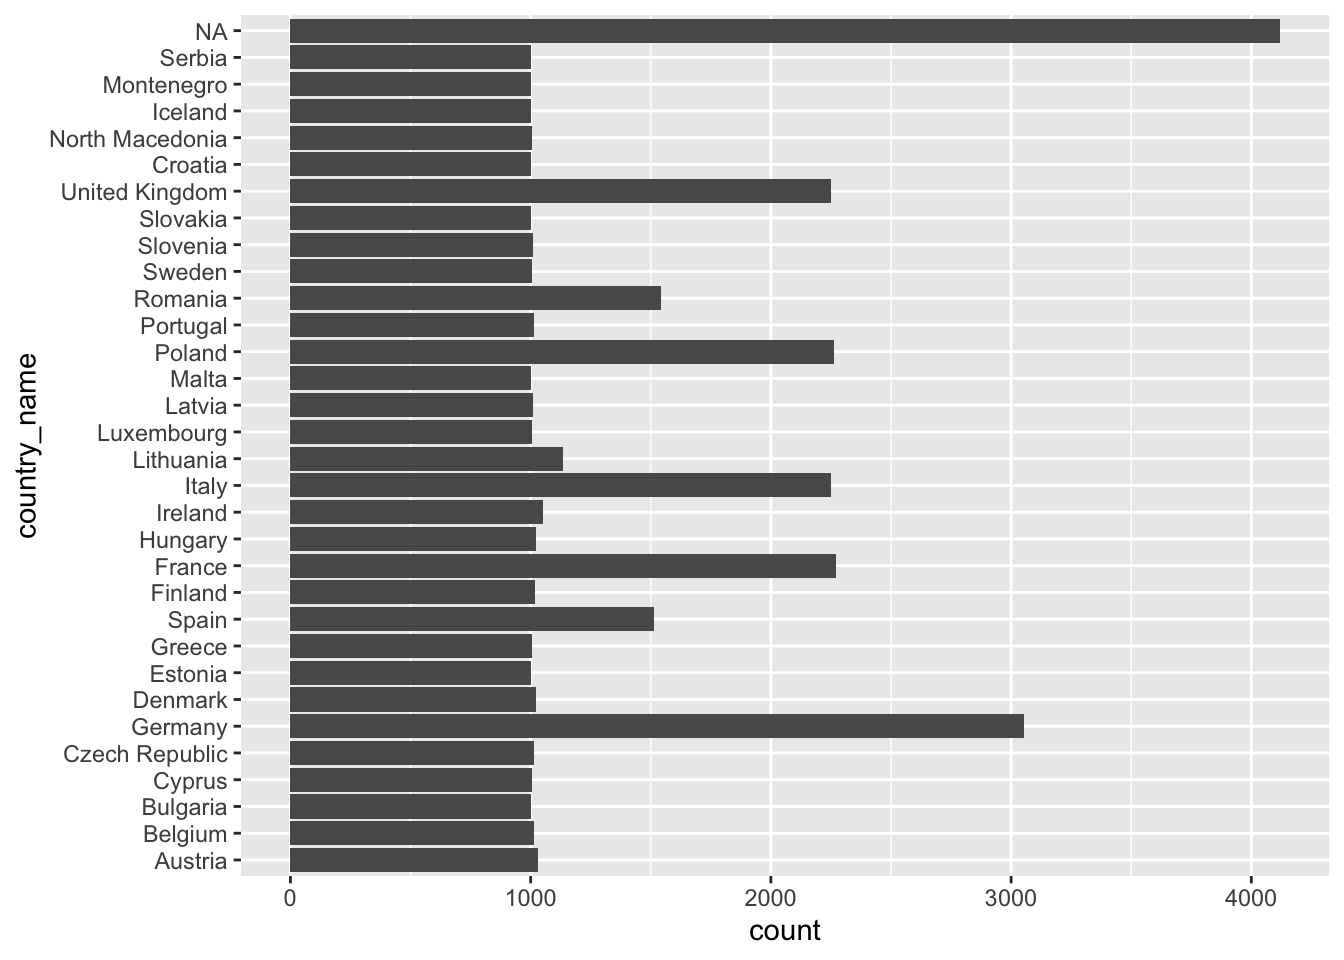 NA
Serbia
Montenegro
Iceland
North Macedonia
Croatia
United Kingdom
Slovakia
Slovenia
Sweden
Romania
Portugal
Poland
Malta
Latvia
Luxembourg
Lithuania
Italy
Ireland
Hungary
France
Finland
Spain
Greece
Estonia
Denmark
Germany
Czech Republic
Cyprus
Bulgaria
Belgium
Austria
country_name
0 1000 2000 3000 4000
count